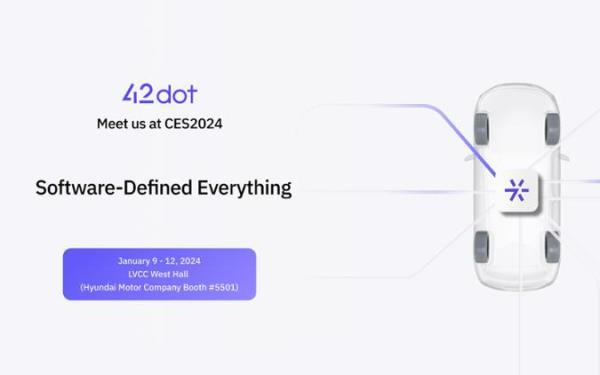 42dot
Meet us at CES2024
Software-Defined Everything
January 9 - 12, 2024
LVCC West Hall
(Hyundai Motor Company Booth #5501)